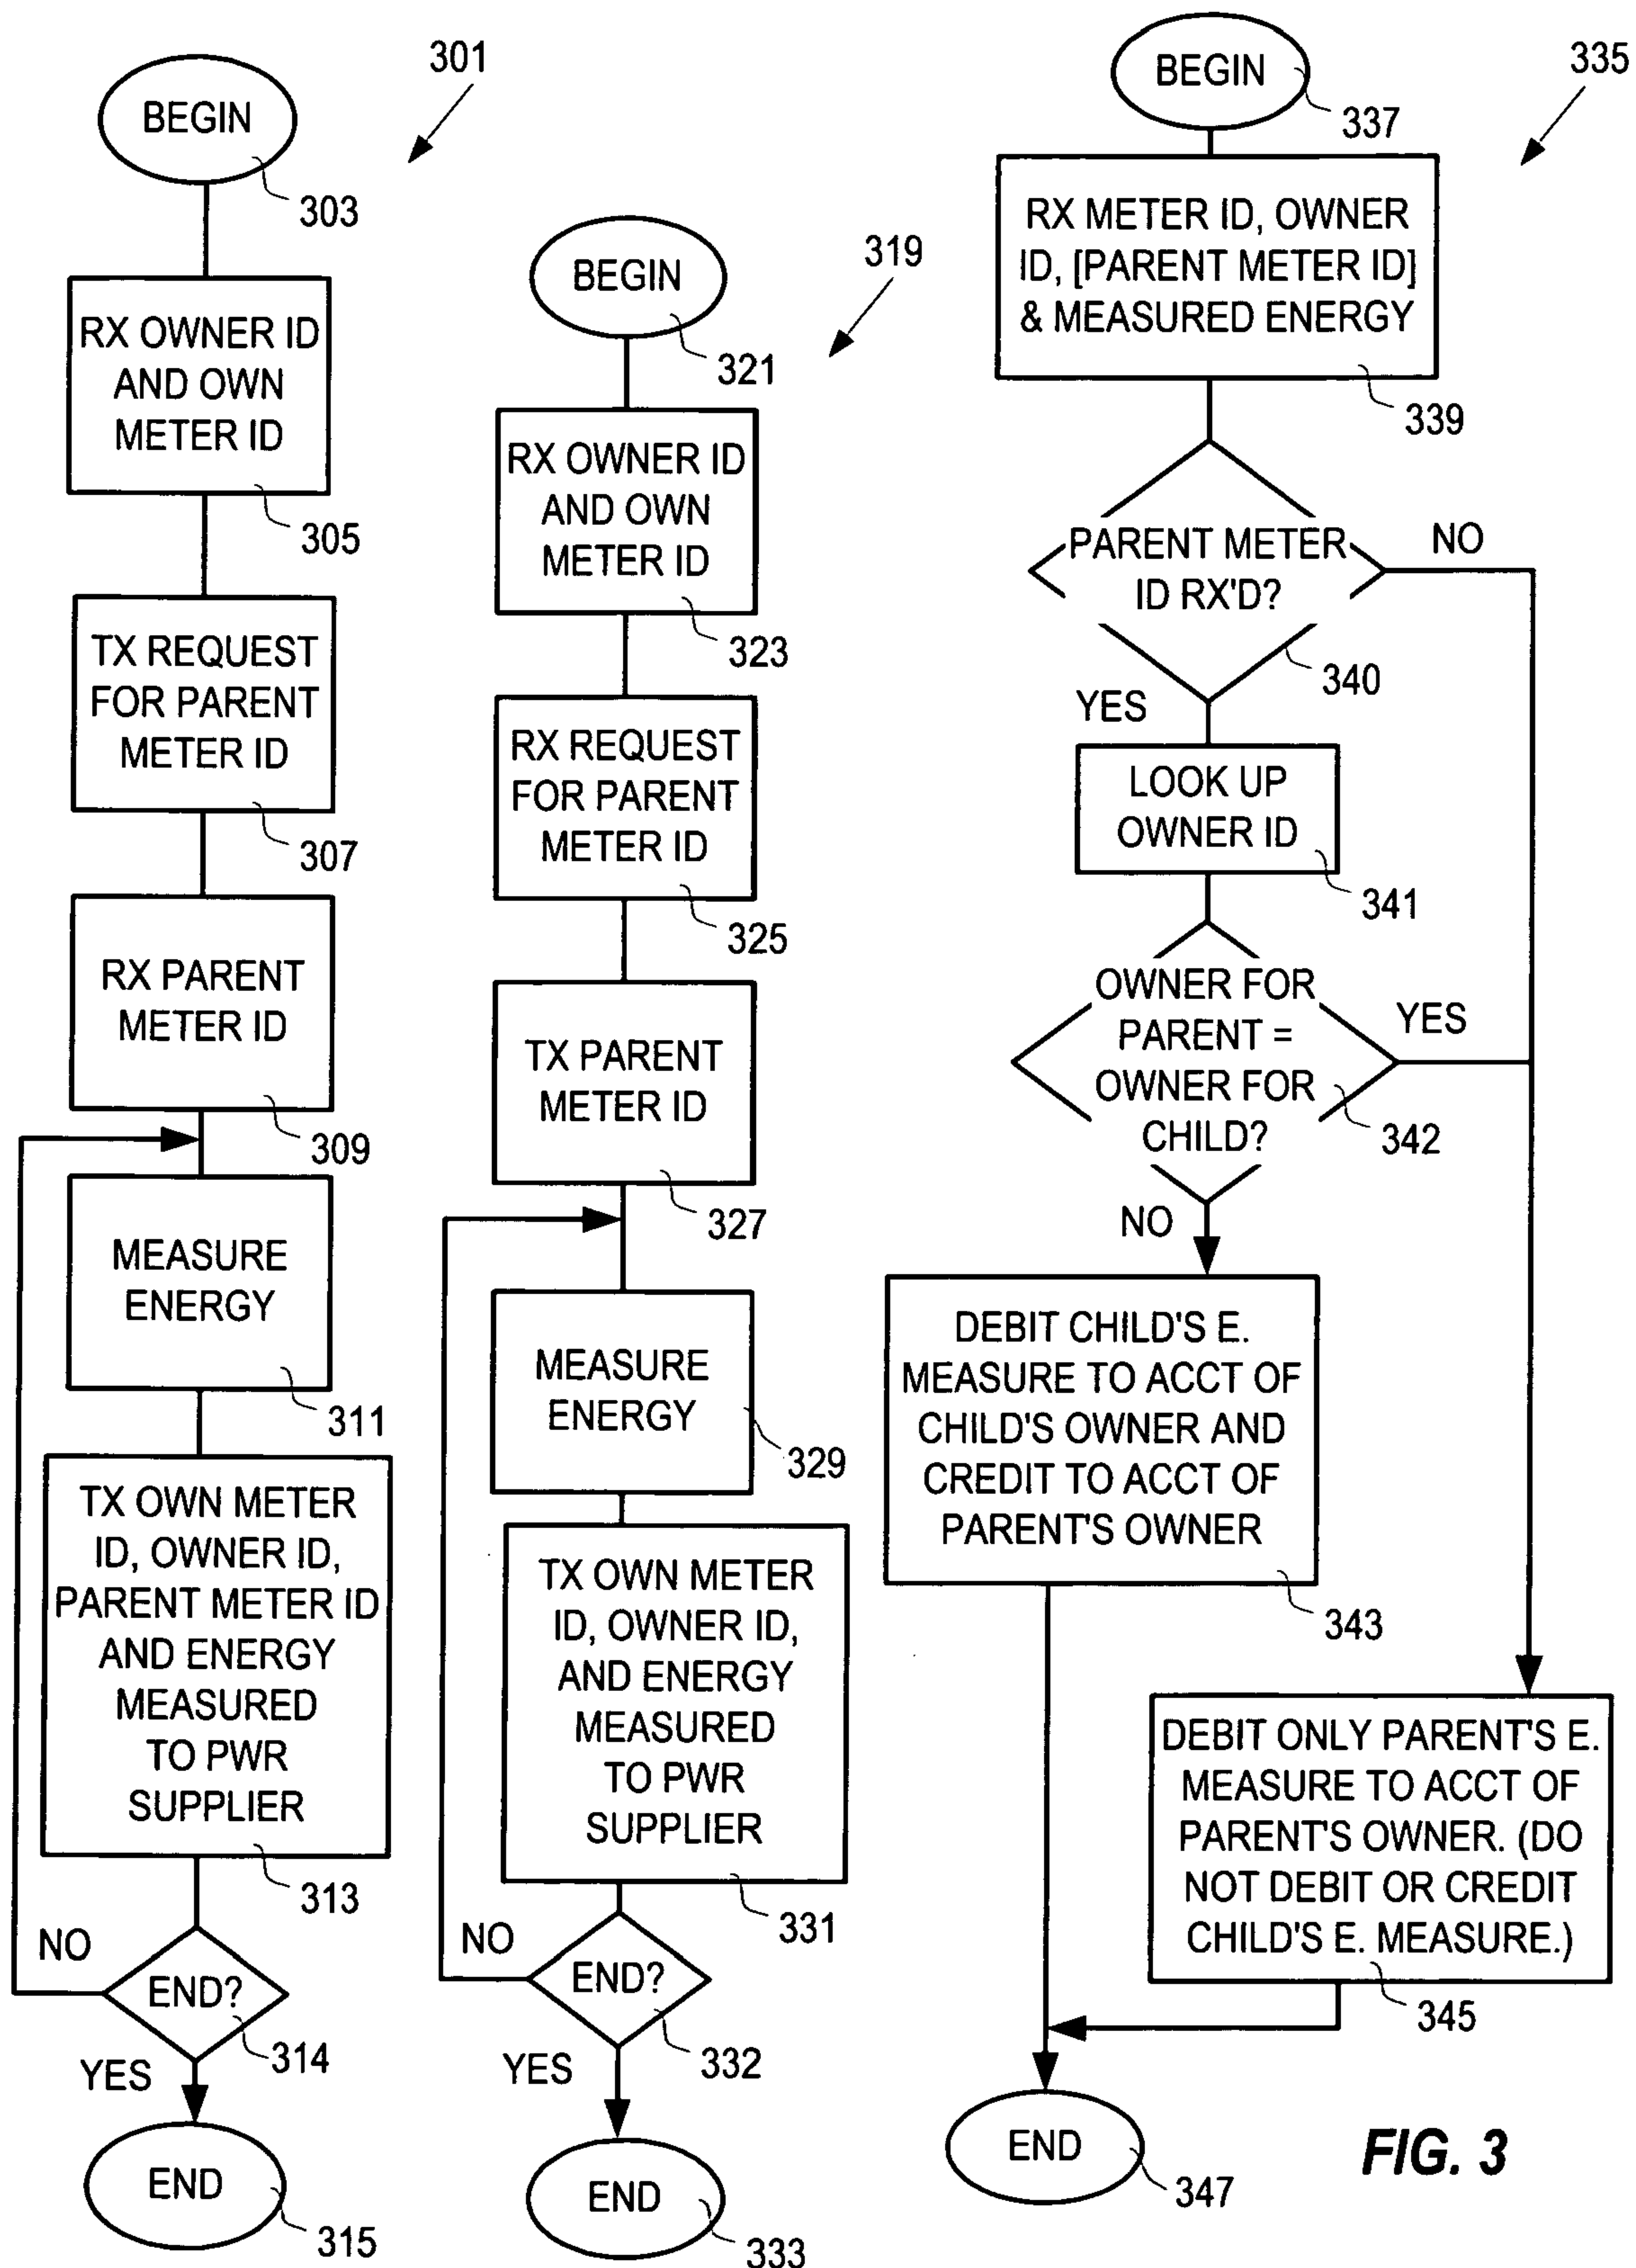 301
BEGIN
303
RX OWNER ID
AND OWN
METER ID
305
TX REQUEST
FOR PARENT
METER ID
307
RX PARENT
METER ID
309
MEASURE
ENERGY
311
TX OWN METER
ID, OWNER ID,
PARENT METER ID
AND ENERGY
MEASURED
TO PWR
SUPPLIER
313
NO
END?
314
YES
END
315
319
BEGIN
321
RX OWNER ID
AND OWN
METER ID
323
RX REQUEST
FOR PARENT
METER ID
325
TX PARENT
METER ID
327
MEASURE
ENERGY
329
TX OWN METER
ID, OWNER ID,
AND ENERGY
MEASURED
TO PWR
SUPPLIER
331
NO
END?
332
YES
END
333
335
BEGIN
337
RX METER ID, OWNER
ID, [PARENT METER ID]
& MEASURED ENERGY
339
PARENT METER
ID RX'D?
NO
340
YES
LOOK UP
OWNER ID
341
OWNER FOR
PARENT =
OWNER FOR
CHILD?
YES
342
NO
DEBIT CHILD'S E.
MEASURE TO ACCT OF
CHILD'S OWNER AND
CREDIT TO ACCT OF
PARENT'S OWNER
343
DEBIT ONLY PARENT'S E.
MEASURE TO ACCT OF
PARENT'S OWNER. (DO
NOT DEBIT OR CREDIT
CHILD'S E. MEASURE.)
345
END
347
FIG. 3